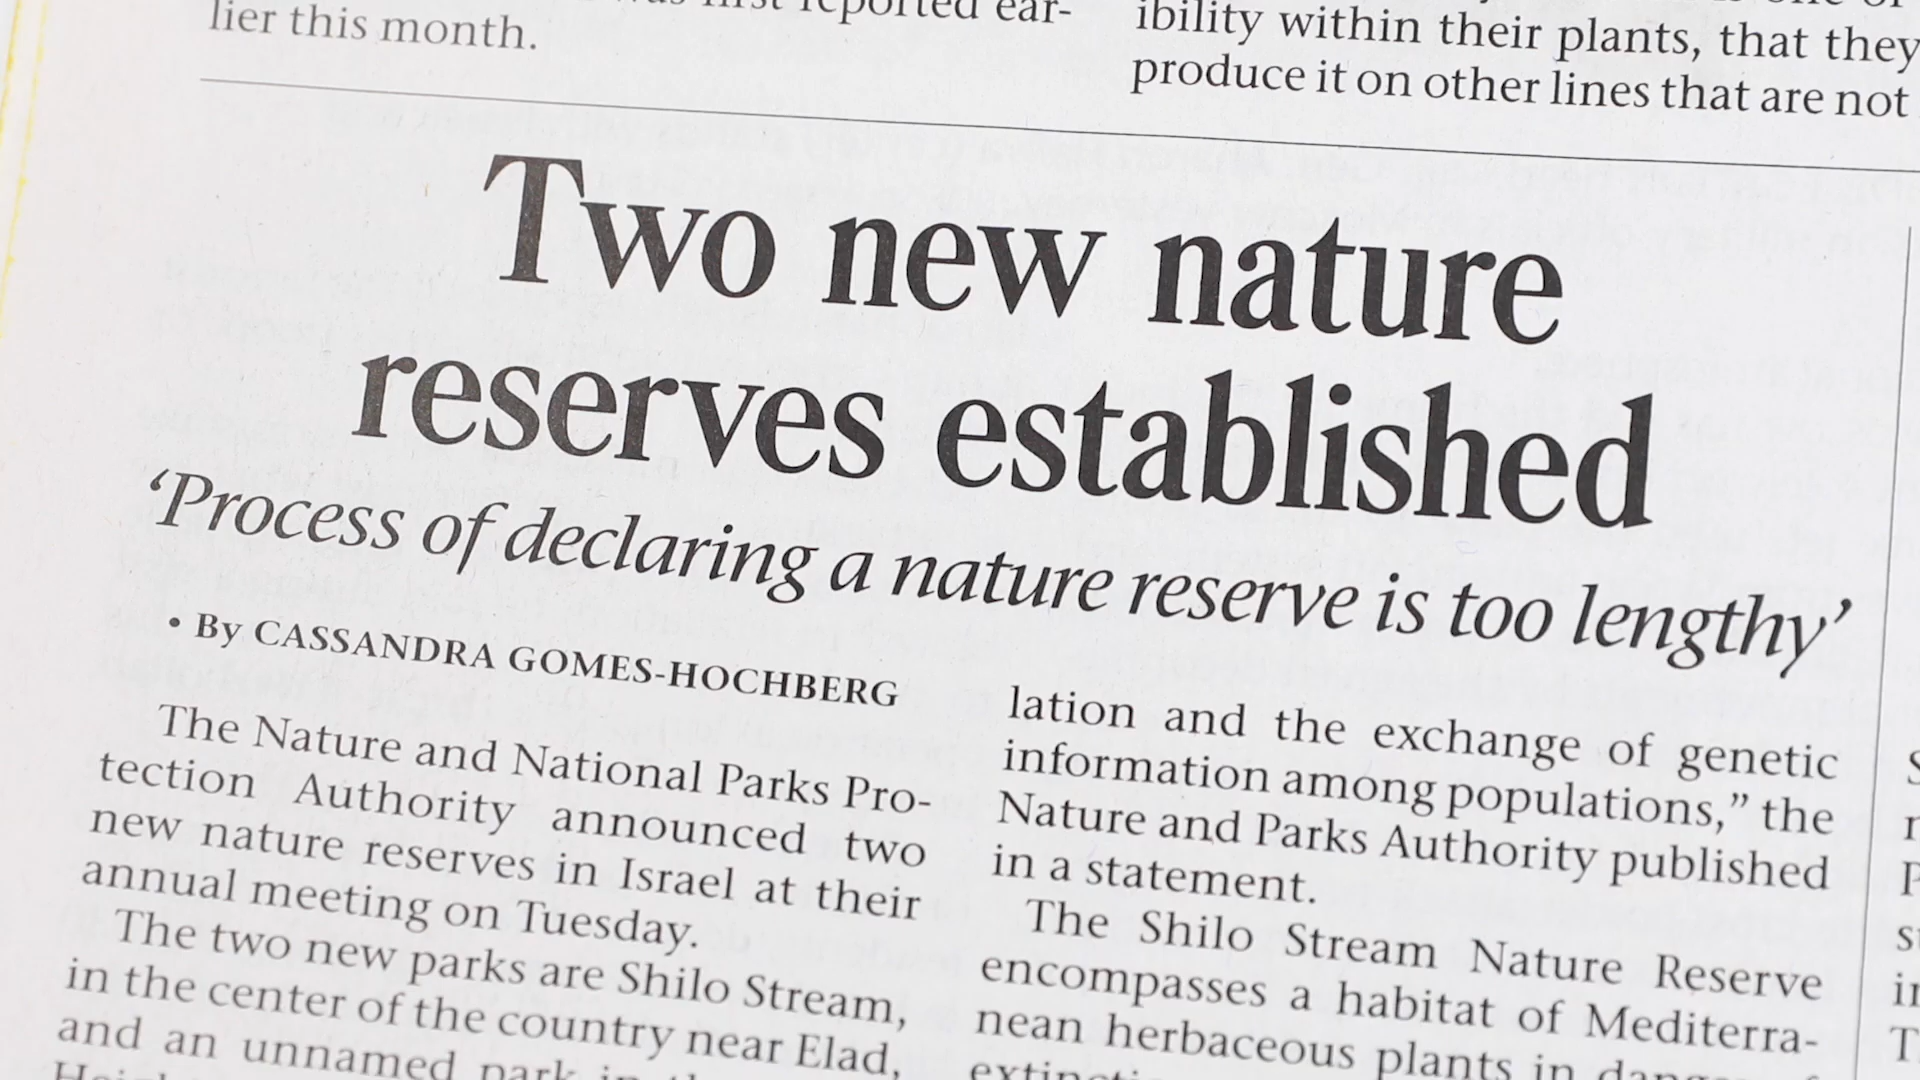 reported ear-
lier this month.
ibility within their plants, that they
produce it on other lines that are not
Two new nature
reserves established
‘Process of declaring a nature reserve is too lengthy’
• By CASSANDRA GOMES-HOCHBERG
The Nature and National Parks Pro-
tection Authority announced two
new nature reserves in Israel at their
annual meeting on Tuesday.
The two new parks are Shilo Stream,
in the center of the country near Elad,
and an unnamed park in
lation and the exchange of genetic
information among populations,” the
Nature and Parks Authority published
in a statement.
The Shilo Stream Nature Reserve
encompasses a habitat of Mediterra-
nean herbaceous plants in